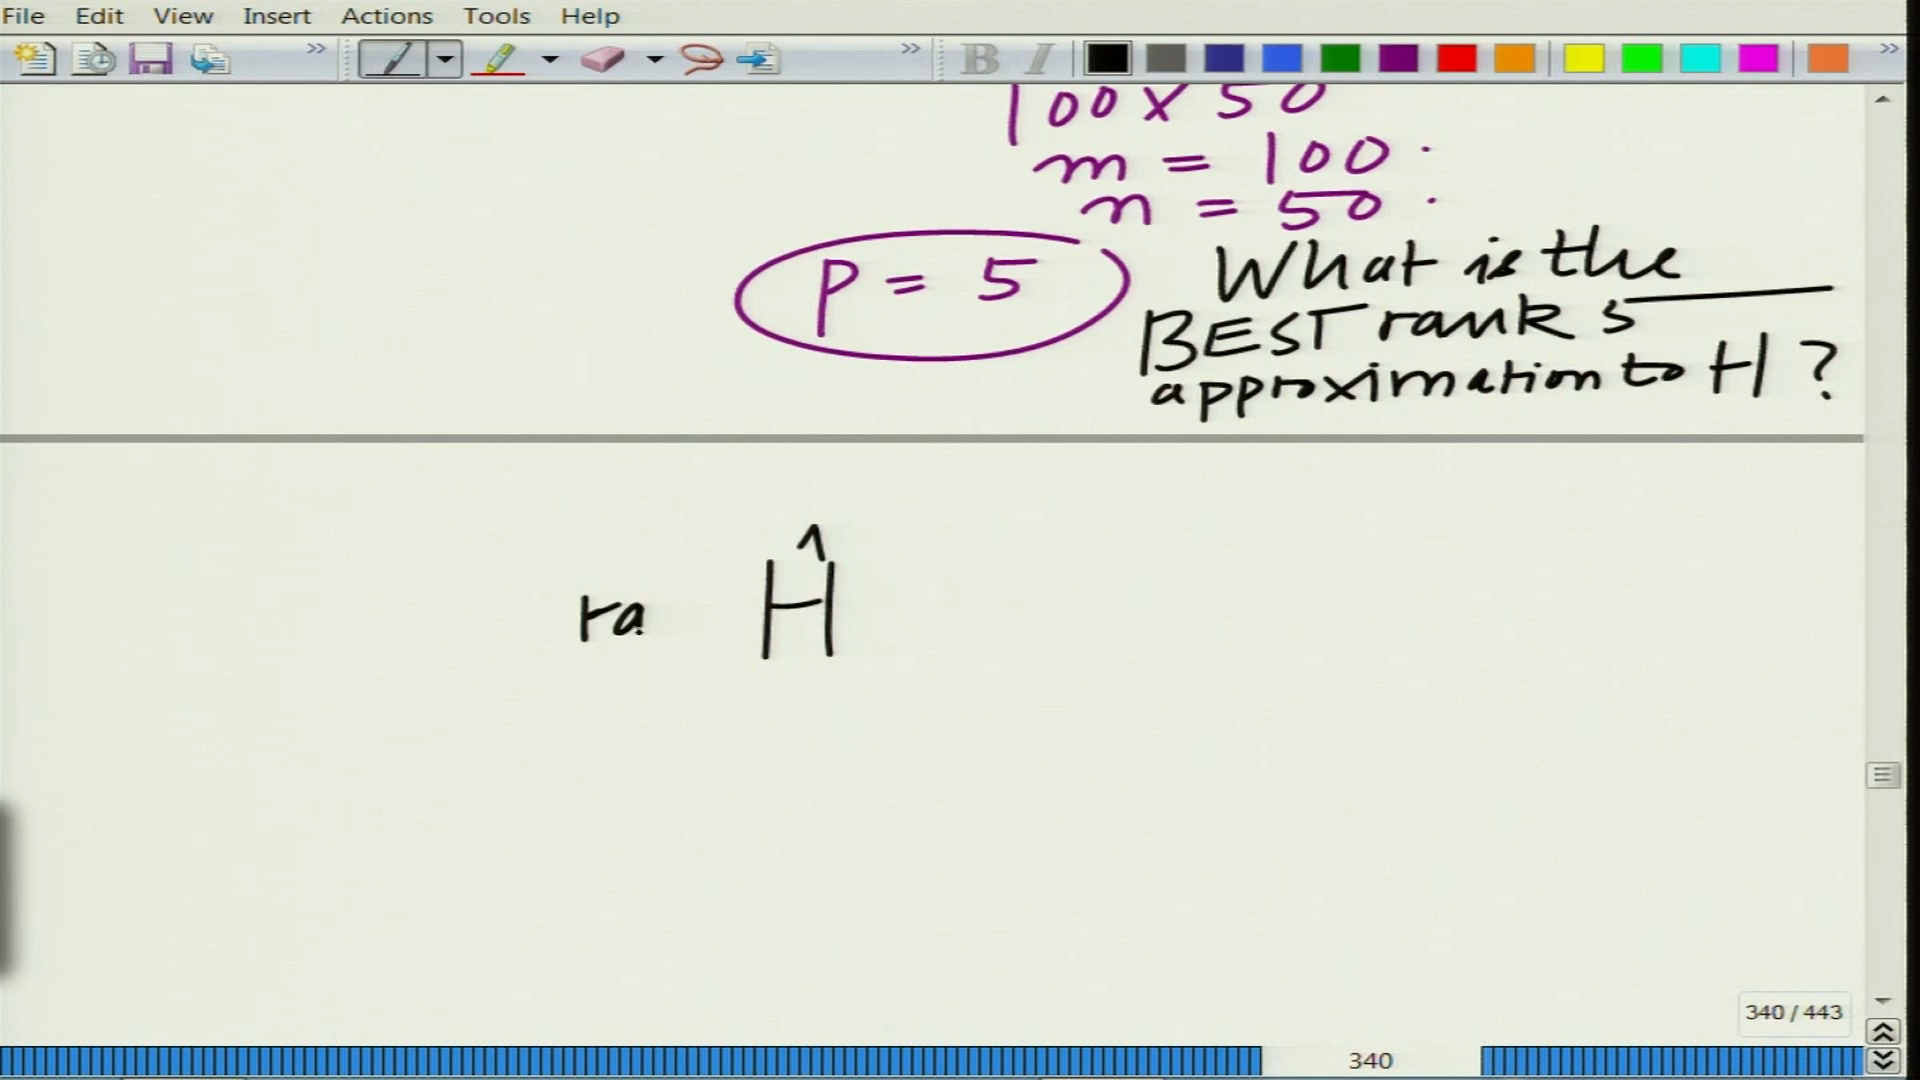 File Edit View Insert Actions Tools Help
B I
100 x 50
m = 100.
n = 50.
P = 5
What is the
BEST rank 5
approximation to H?
ra Ĥ
340 / 443
340